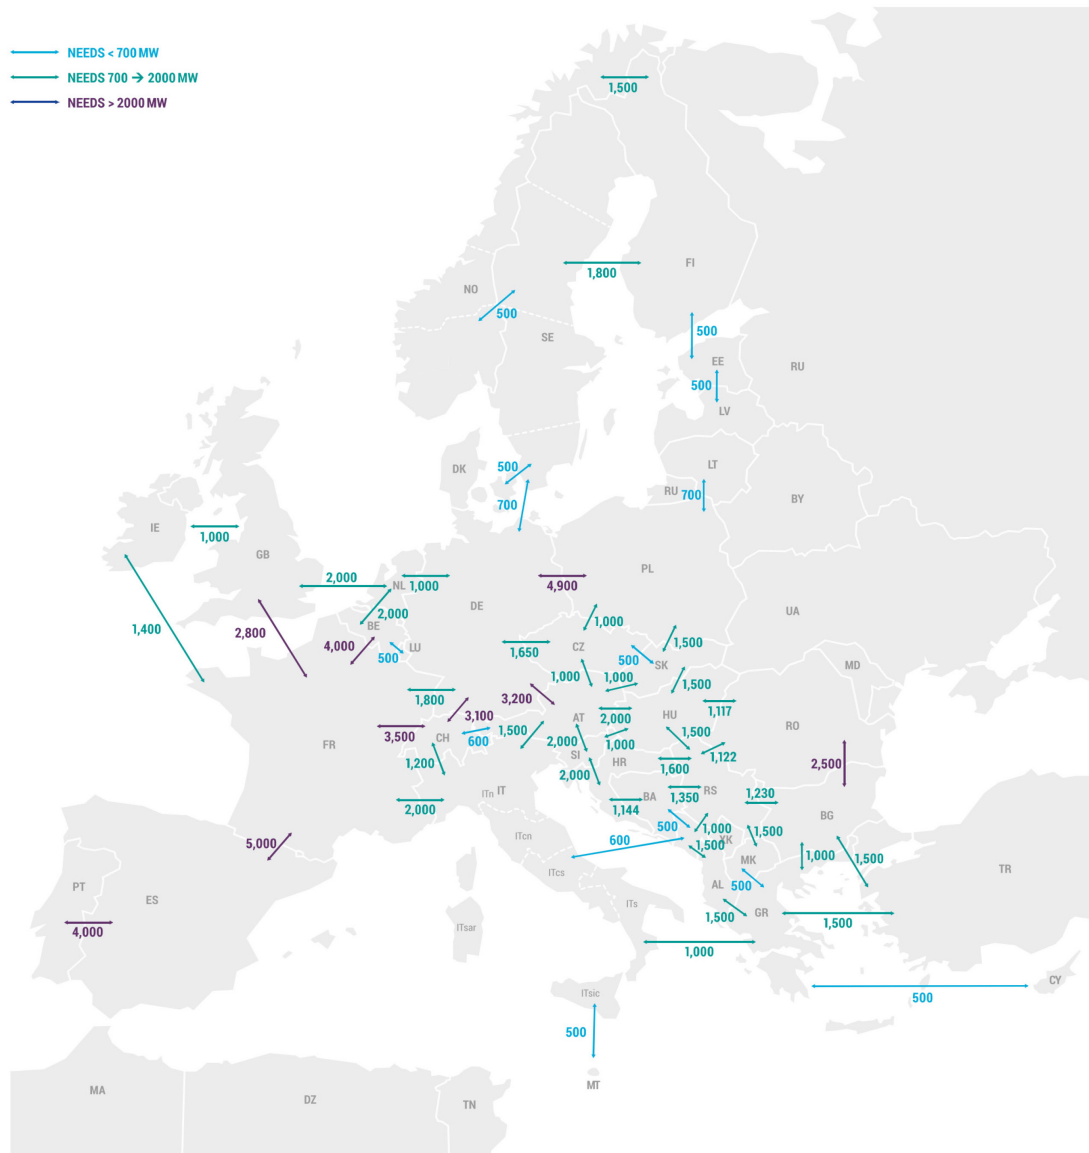 NEEDS < 700 MW
NEEDS 700 → 2000 MW
NEEDS > 2000 MW
1,500
1,800
FI
NO
500
SE
500
EE
RU
500
LV
DK
500
LT
RU
700
BY
700
IE
1,000
GB
2,000
NL
1,000
4,900
PL
DE
2,000
1,000
UA
BE
1,400
2,800
4,000
LU
500
1,650
CZ
1,500
500
SK
MD
1,000
1,000
1,500
1,800
3,200
3,100
2,000
AT
HU
1,117
RO
FR
3,500
CH
600
1,500
2,000
1,000
1,500
1,122
SI
HR
1,200
2,000
1,600
2,500
ITn
IT
BA
1,350
RS
1,230
2,000
1,144
BG
500
1,000
1,500
ITcn
600
XK
1,500
5,000
1,000
1,500
MK
ITcs
PT
ES
500
AL
TR
ITs
GR
4,000
ITsar
1,500
1,500
1,000
CY
ITsic
500
500
MT
MA
DZ
TN